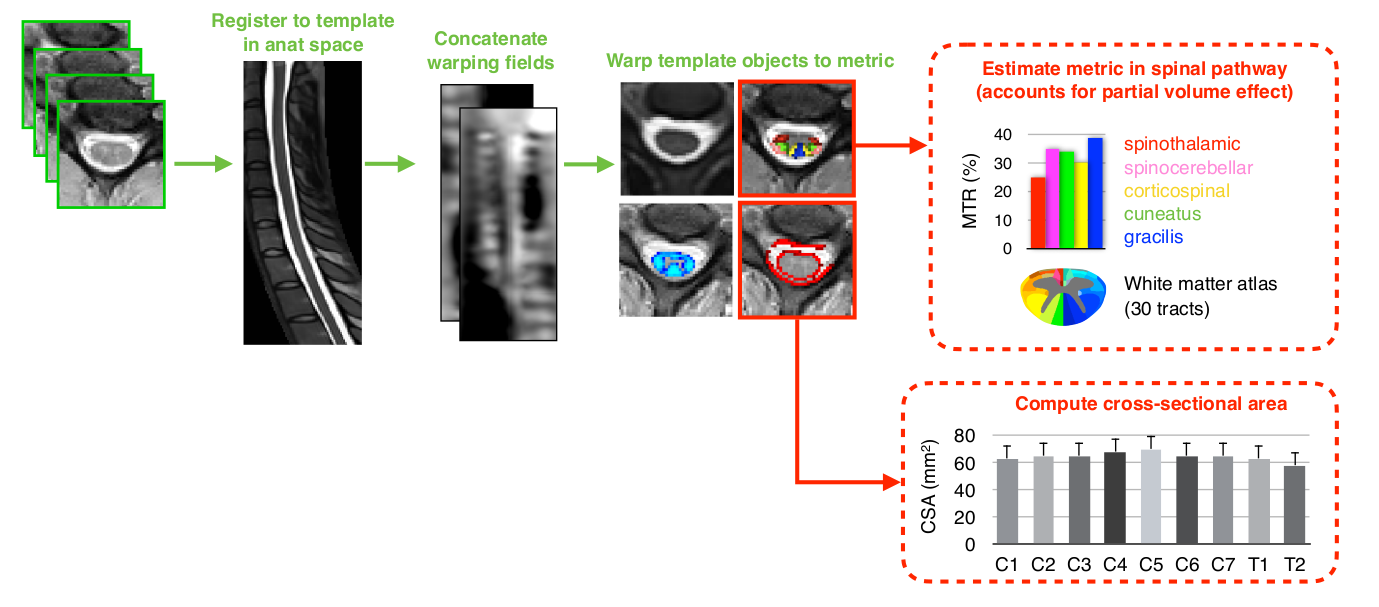 Register to template
in anat space
Concatenate
warping fields
Warp template objects to metric
Estimate metric in spinal pathway
(accounts for partial volume effect)
MTR (%)
40
30
20
10
0
spinothalamic
spinocerebellar
corticospinal
cuneatus
gracilis
White matter atlas
(30 tracts)
Compute cross-sectional area
CSA (mm²)
80
60
40
20
0
C1 C2 C3 C4 C5 C6 C7 T1 T2